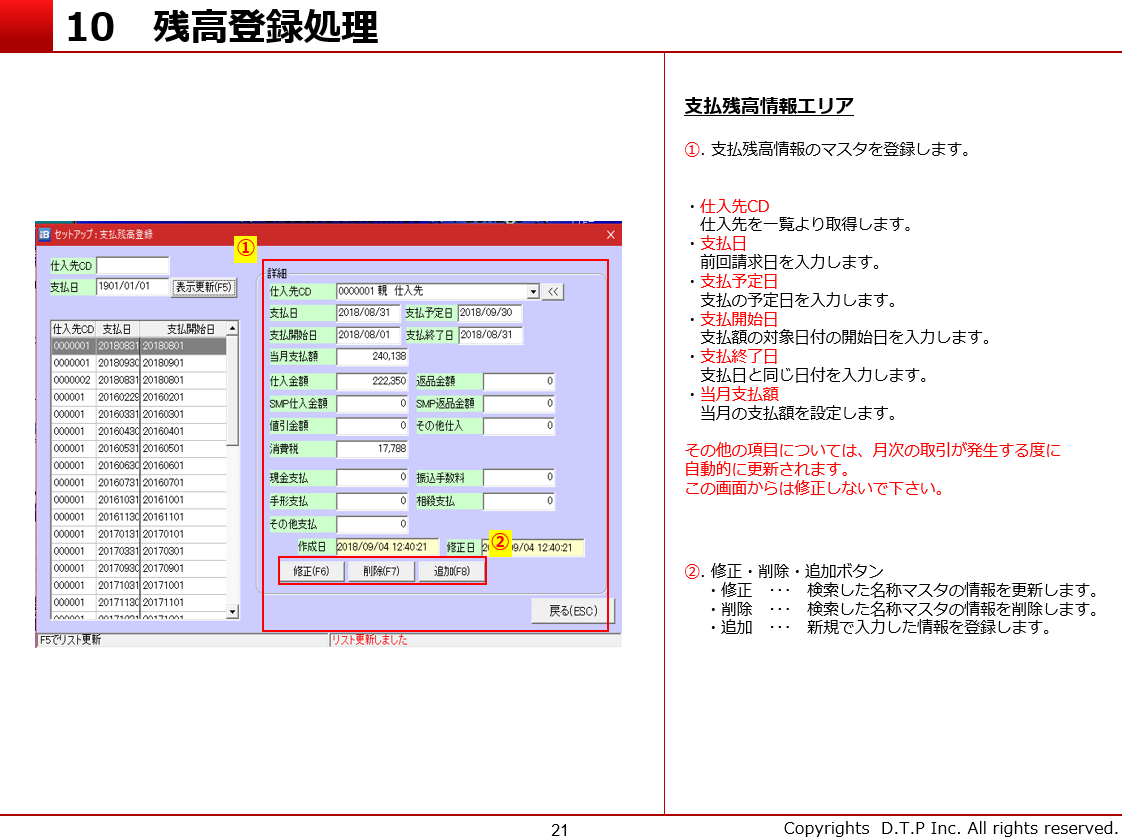 10　残高登録処理
セットアップ：支払残高登録
①
仕入先CD
支払日 1901/01/01 表示更新(F5)
仕入先CD 支払日 支払開始日
0000001 20180831 20180801
0000001 20180930 20180901
0000002 20180831 20180801
000001 20160229 20160201
000001 20160331 20160301
000001 20160430 20160401
000001 20160531 20160501
000001 20160630 20160601
000001 20160731 20160701
000001 20161031 20161001
000001 20161130 20161101
000001 20170131 20170101
000001 20170331 20170301
000001 20170930 20170901
000001 20171031 20171001
000001 20171130 20171101
000001 20171231 20171201
詳細
仕入先CD 0000001 親 仕入先 <<
支払日 2018/08/31 支払予定日 2018/09/30
支払開始日 2018/08/01 支払終了日 2018/08/31
当月支払額 240,138
仕入金額 222,350 返品金額 0
SMP仕入金額 0 SMP返品金額 0
値引金額 0 その他仕入 0
消費税 17,788
現金支払 0 振込手数料 0
手形支払 0 相殺支払 0
その他支払 0
作成日 2018/09/04 12:40:21 修正日 9/04 12:40:21
②
修正(F6) 削除(F7) 追加(F8)
戻る(ESC)
F5でリスト更新 リスト更新しました
支払残高情報エリア
①. 支払残高情報のマスタを登録します。
・仕入先CD
仕入先を一覧より取得します。
・支払日
前回請求日を入力します。
・支払予定日
支払の予定日を入力します。
・支払開始日
支払額の対象日付の開始日を入力します。
・支払終了日
支払日と同じ日付を入力します。
・当月支払額
当月の支払額を設定します。
その他の項目については、月次の取引が発生する度に
自動的に更新されます。
この画面からは修正しないで下さい。
②. 修正・削除・追加ボタン
・修正　･･･　検索した名称マスタの情報を更新します。
・削除　･･･　検索した名称マスタの情報を削除します。
・追加　･･･　新規で入力した情報を登録します。
21
Copyrights D.T.P Inc. All rights reserved.